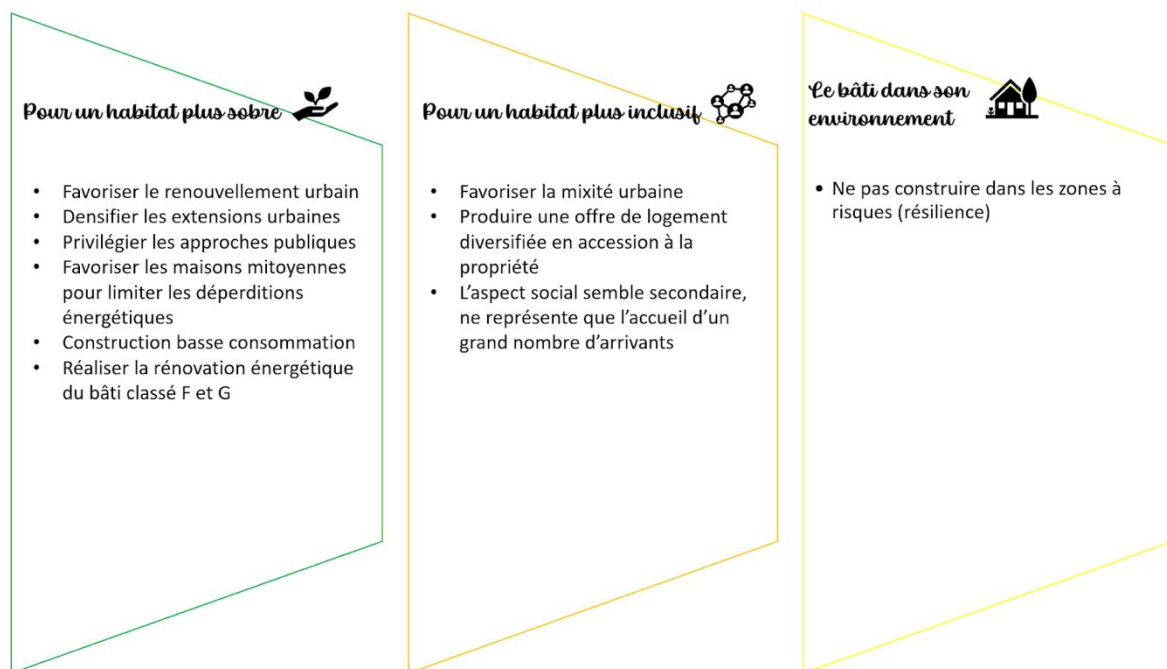 Pour un habitat plus sobre
• Favoriser le renouvellement urbain
• Densifier les extensions urbaines
• Privilégier les approches publiques
• Favoriser les maisons mitoyennes
pour limiter les déperditions
énergétiques
• Construction basse consommation
• Réaliser la rénovation énergétique
du bâti classé F et G
Pour un habitat plus inclusif
• Favoriser la mixité urbaine
• Produire une offre de logement
diversifiée en accession à la
propriété
• L’aspect social semble secondaire,
ne représente que l’accueil d’un
grand nombre d’arrivants
Le bâti dans son
environnement
• Ne pas construire dans les zones à
risques (résilience)